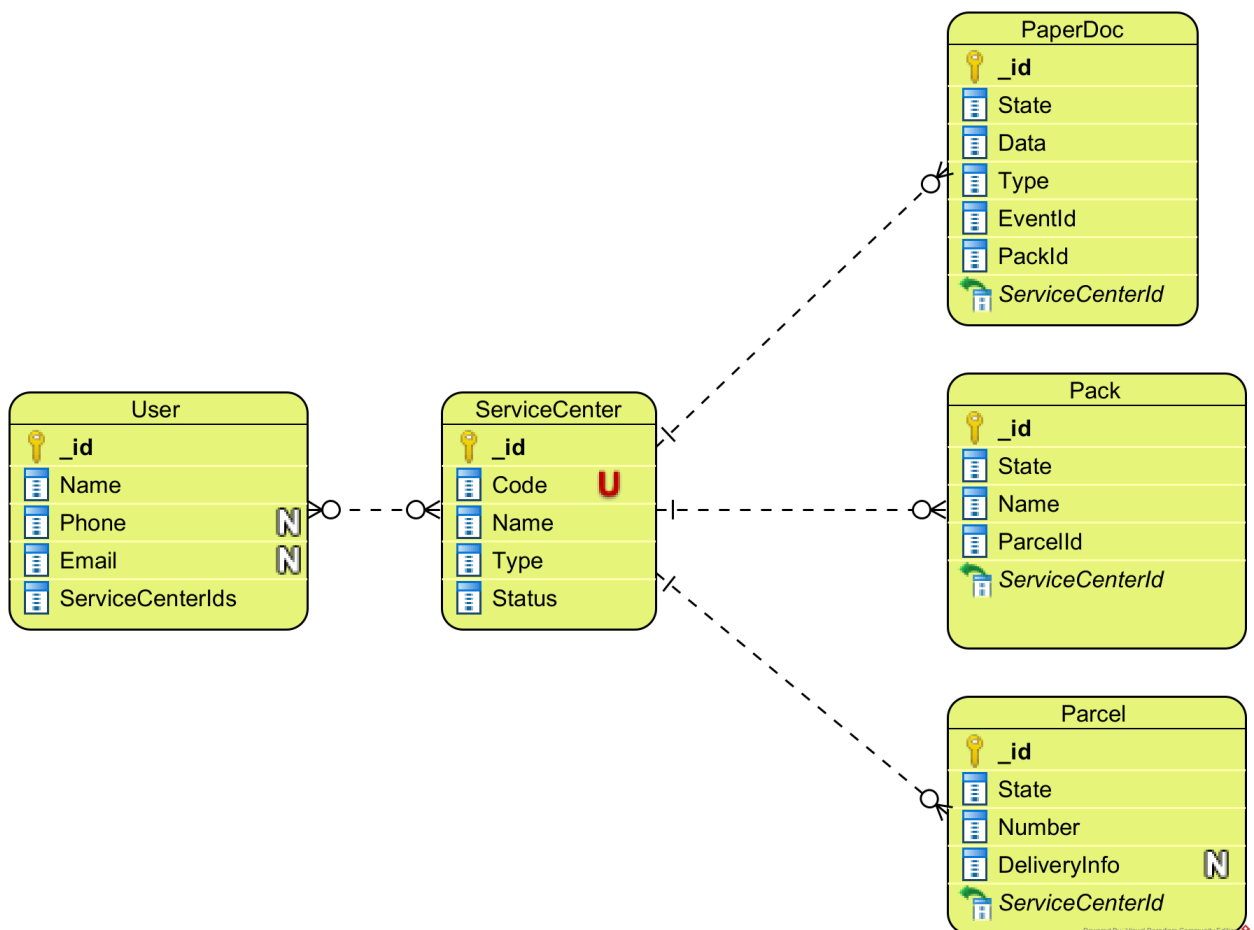 PaperDoc
_id
State
Data
Type
EventId
PackId
ServiceCenterId
User
_id
Name
Phone N
Email N
ServiceCenterIds
ServiceCenter
_id
Code U
Name
Type
Status
Pack
_id
State
Name
ParcelId
ServiceCenterId
Parcel
_id
State
Number
DeliveryInfo N
ServiceCenterId